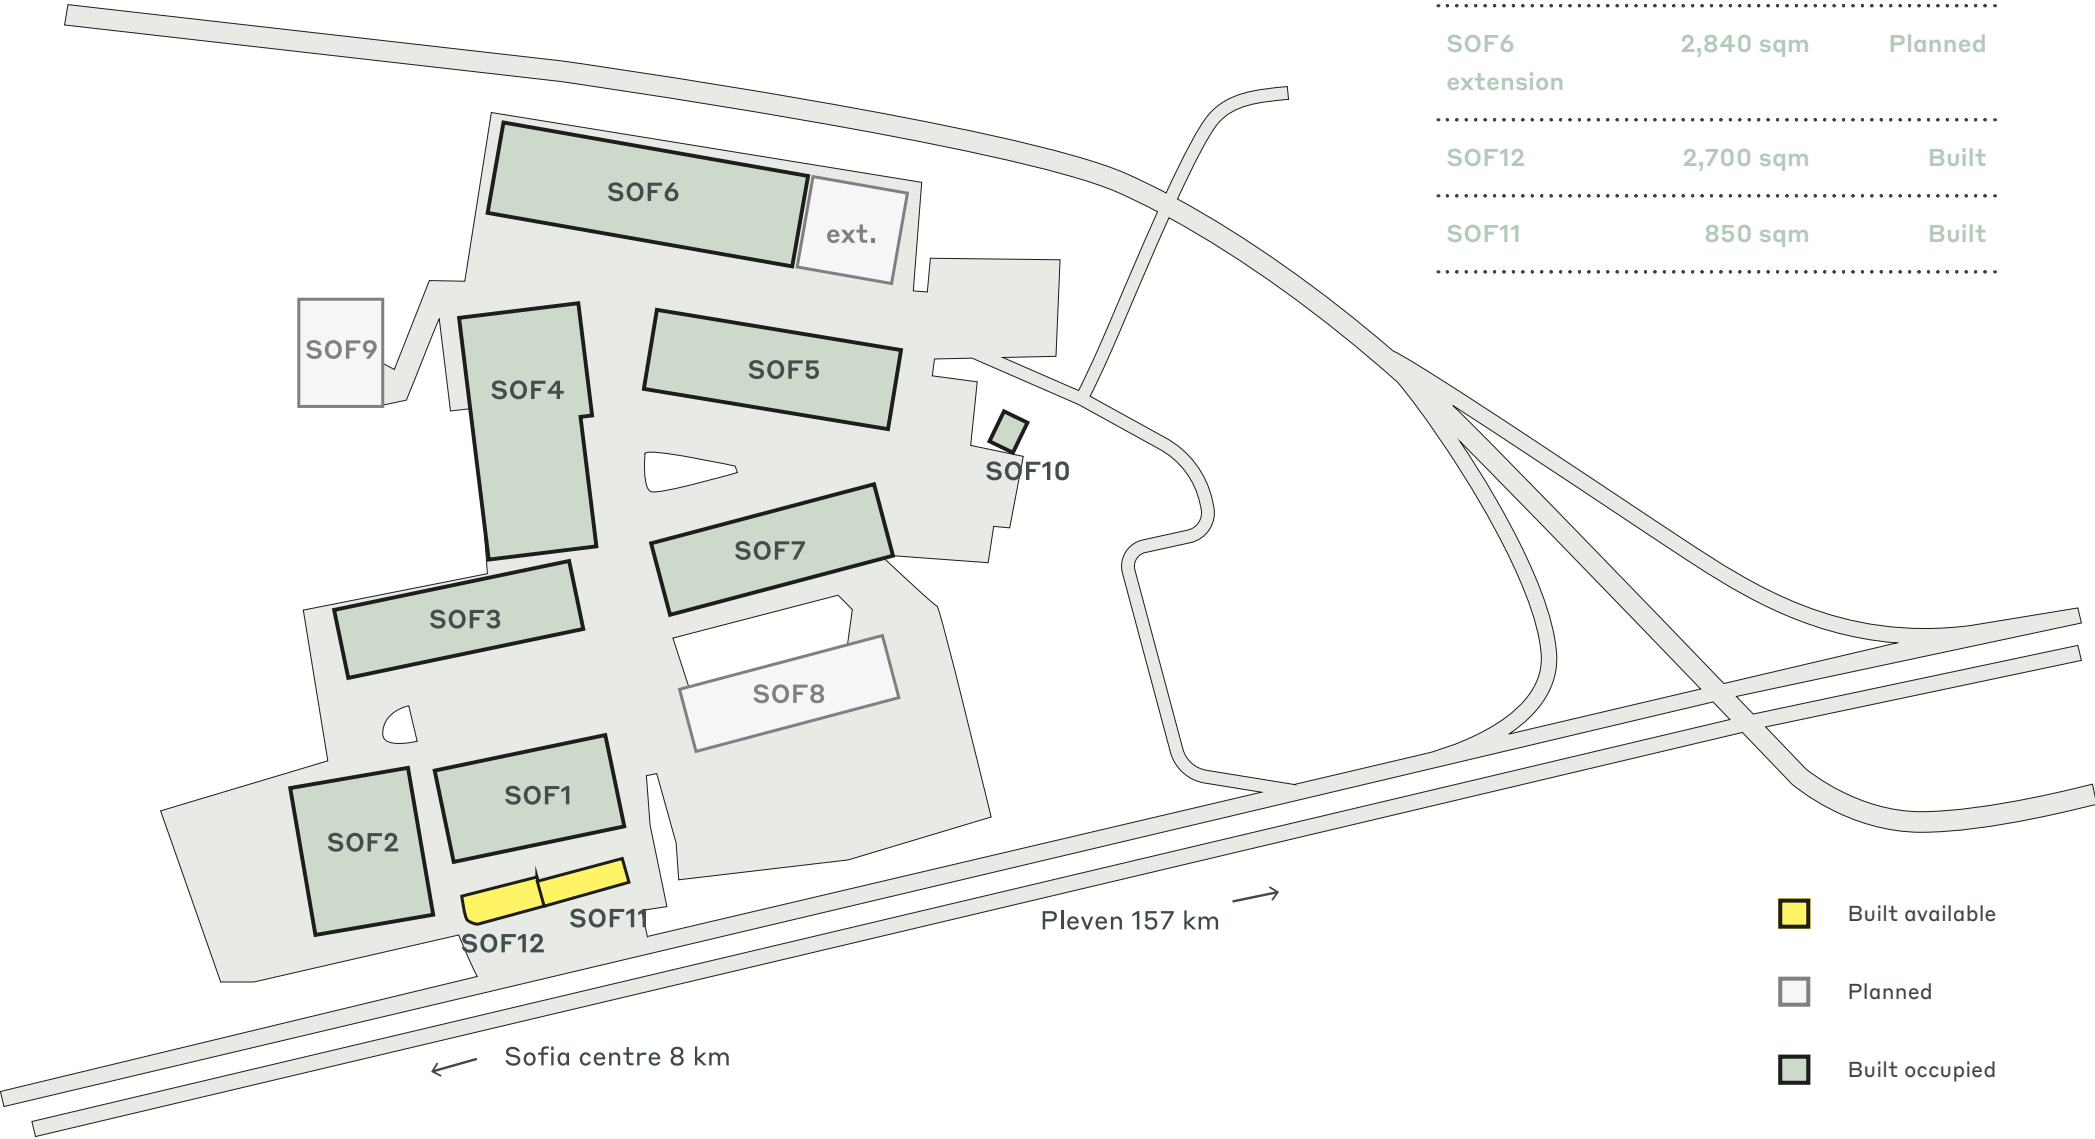 SOF6 2,840 sqm Planned
extension
SOF12 2,700 sqm Built
SOF11 850 sqm Built
SOF6
ext.
SOF9
SOF4
SOF5
SOF10
SOF7
SOF3
SOF8
SOF1
SOF2
SOF11
SOF12
Pleven 157 km
Sofia centre 8 km
Built available
Planned
Built occupied